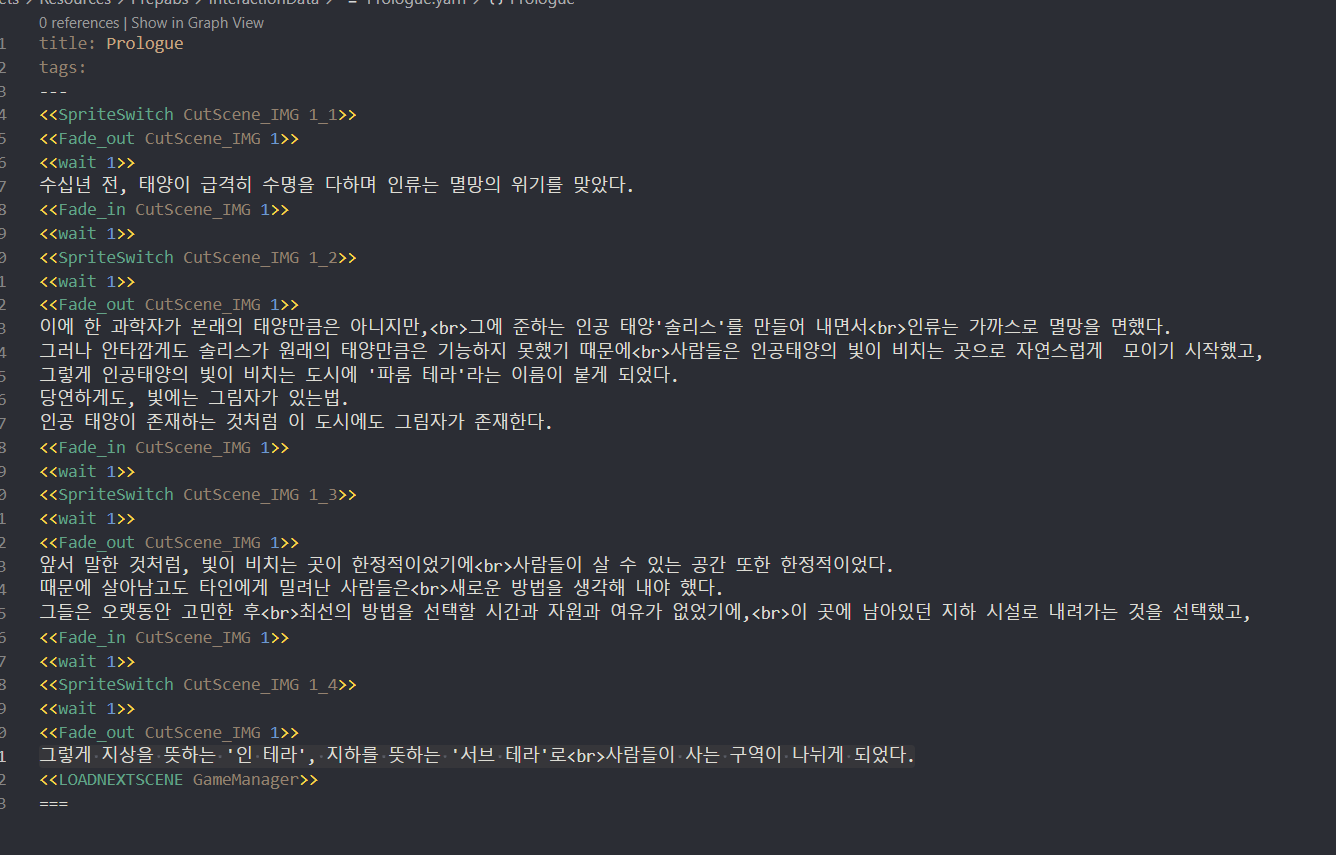 0 references | Show in Graph View
1 title: Prologue
2 tags:
3 ---
4 <<SpriteSwitch CutScene_IMG 1_1>>
5 <<Fade_out CutScene_IMG 1>>
6 <<wait 1>>
7 수십년 전, 태양이 급격히 수명을 다하며 인류는 멸망의 위기를 맞았다.
8 <<Fade_in CutScene_IMG 1>>
9 <<wait 1>>
0 <<SpriteSwitch CutScene_IMG 1_2>>
1 <<wait 1>>
2 <<Fade_out CutScene_IMG 1>>
3 이에 한 과학자가 본래의 태양만큼은 아니지만,<br>그에 준하는 인공 태양'솔리스'를 만들어 내면서<br>인류는 가까스로 멸망을 면했다.
4 그러나 안타깝게도 솔리스가 원래의 태양만큼은 기능하지 못했기 때문에<br>사람들은 인공태양의 빛이 비치는 곳으로 자연스럽게  모이기 시작했고,
5 그렇게 인공태양의 빛이 비치는 도시에 '파룸 테라'라는 이름이 붙게 되었다.
6 당연하게도, 빛에는 그림자가 있는법.
7 인공 태양이 존재하는 것처럼 이 도시에도 그림자가 존재한다.
8 <<Fade_in CutScene_IMG 1>>
9 <<wait 1>>
0 <<SpriteSwitch CutScene_IMG 1_3>>
1 <<wait 1>>
2 <<Fade_out CutScene_IMG 1>>
3 앞서 말한 것처럼, 빛이 비치는 곳이 한정적이었기에<br>사람들이 살 수 있는 공간 또한 한정적이었다.
4 때문에 살아남고도 타인에게 밀려난 사람들은<br>새로운 방법을 생각해 내야 했다.
5 그들은 오랫동안 고민한 후<br>최선의 방법을 선택할 시간과 자원과 여유가 없었기에,<br>이 곳에 남아있던 지하 시설로 내려가는 것을 선택했고,
6 <<Fade_in CutScene_IMG 1>>
7 <<wait 1>>
8 <<SpriteSwitch CutScene_IMG 1_4>>
9 <<wait 1>>
0 <<Fade_out CutScene_IMG 1>>
1 그렇게 지상을 뜻하는 '인 테라', 지하를 뜻하는 '서브 테라'로<br>사람들이 사는 구역이 나뉘게 되었다.
2 <<LOADNEXTSCENE GameManager>>
3 ===